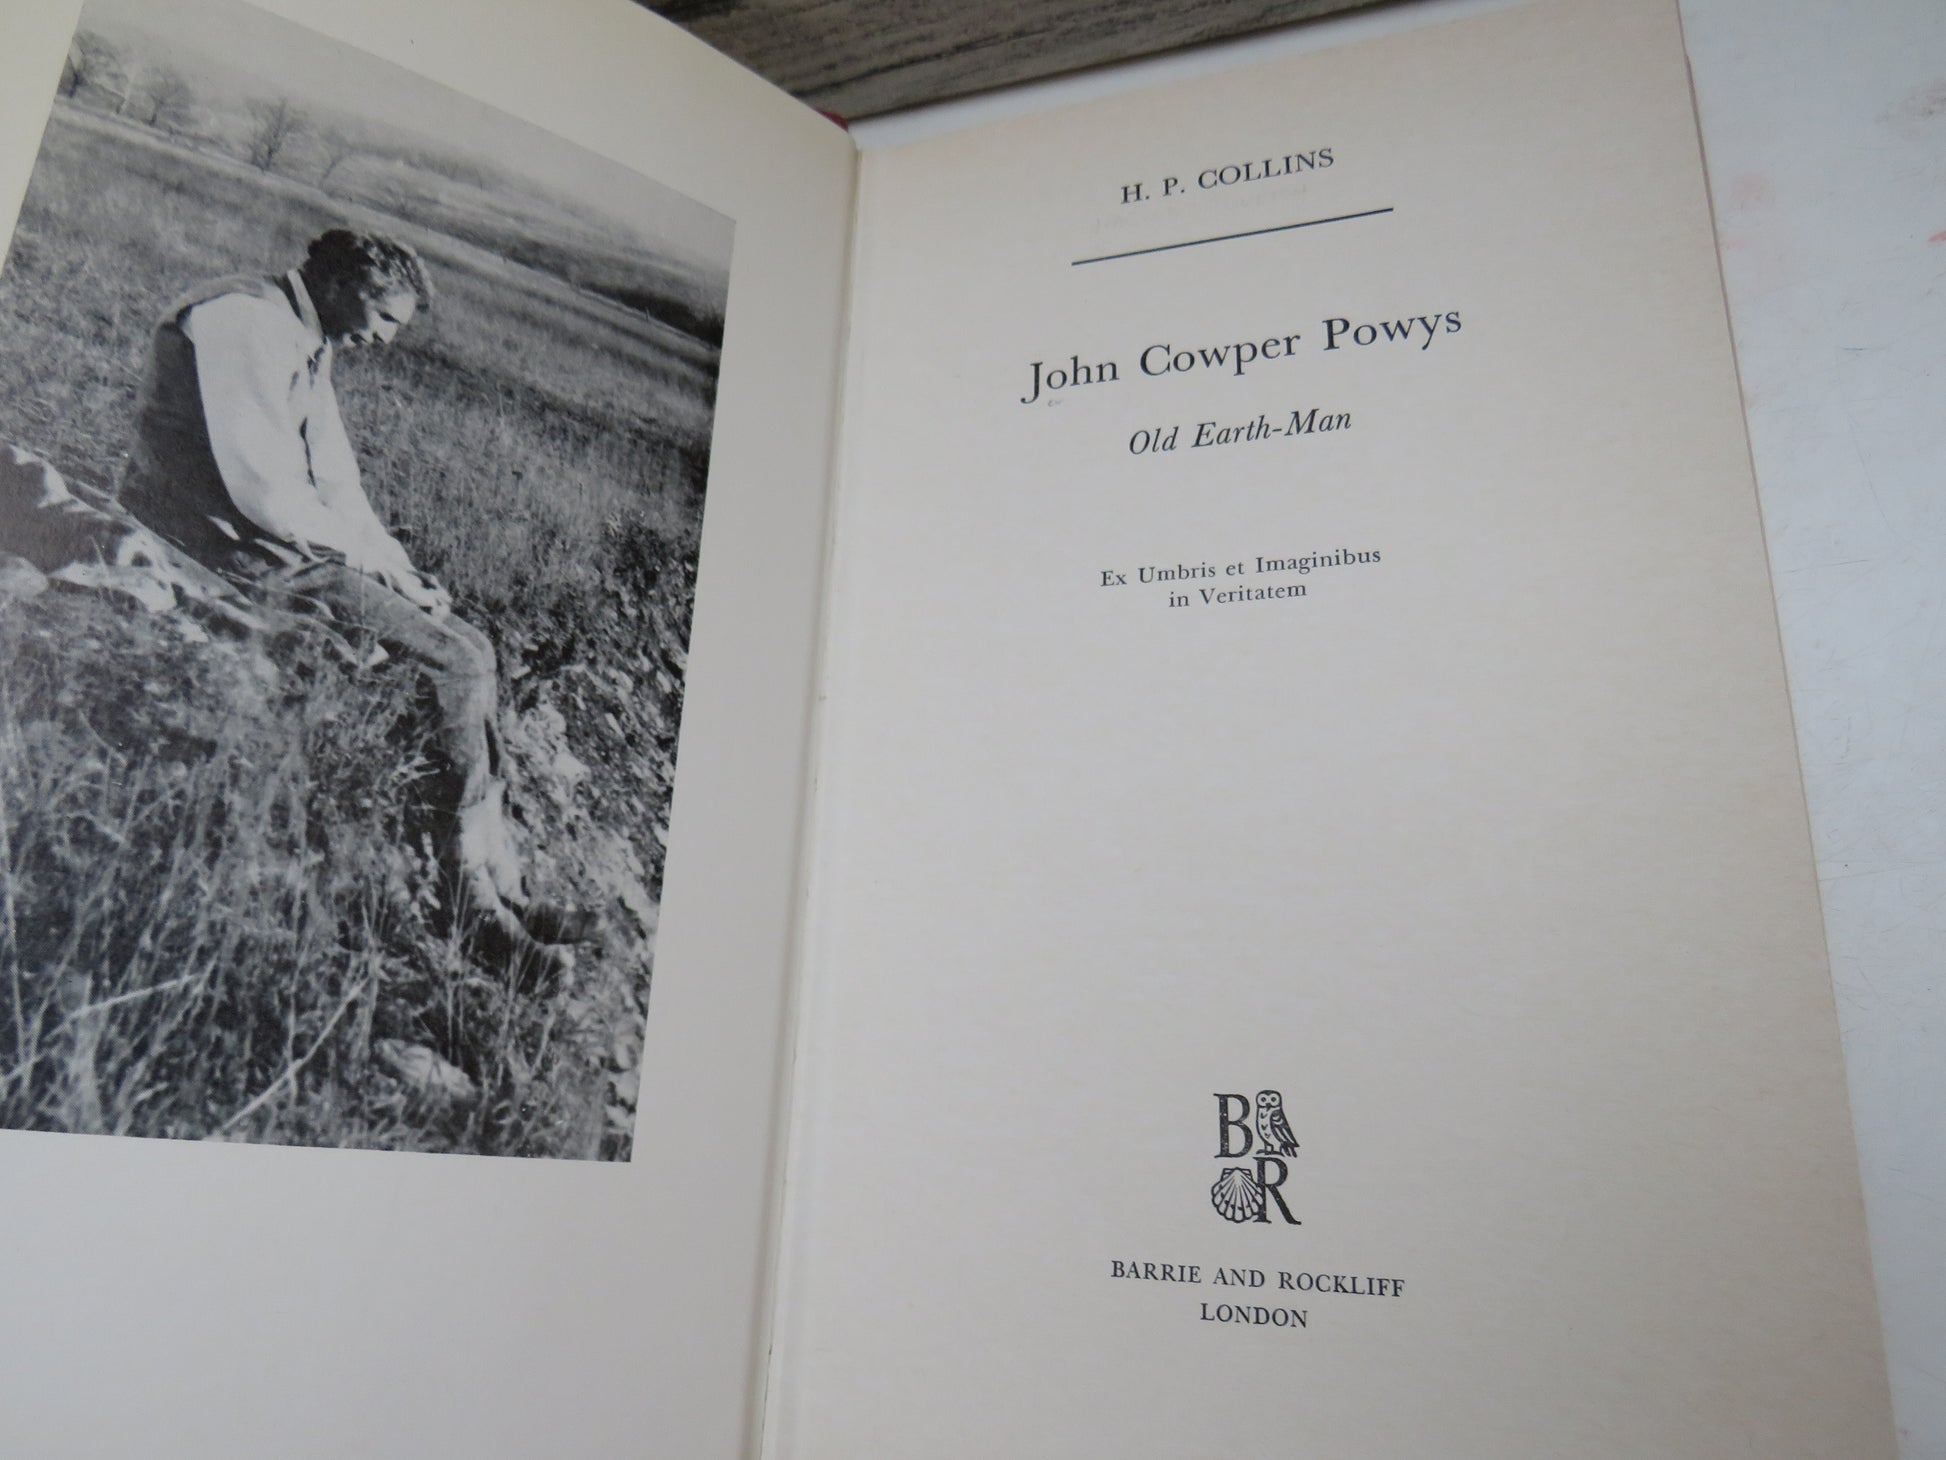 H. P. COLLINS
John Cowper Powys
Old Earth-Man
Ex Umbris et Imaginibus
in Veritatem
B
R
BARRIE AND ROCKLIFF
LONDON